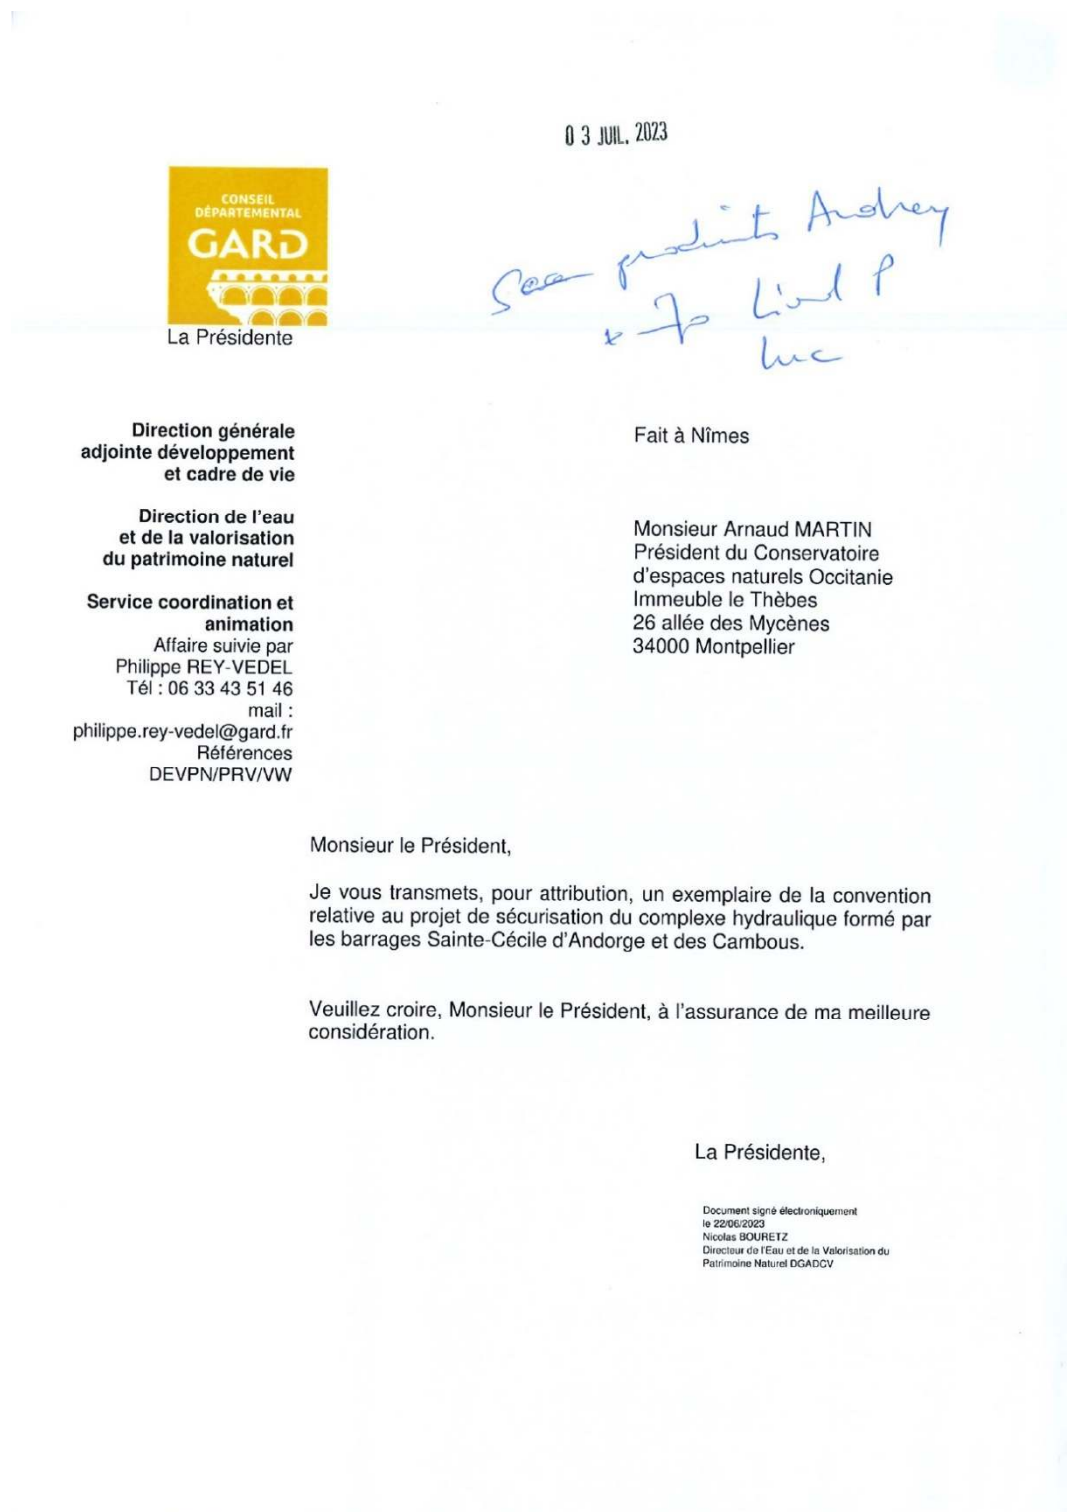 0 3 JUIL. 2023
CONSEIL
DÉPARTEMENTAL
GARD
La Présidente
produits Audrey
Luc
Direction générale
adjointe développement
et cadre de vie
Direction de l'eau
et de la valorisation
du patrimoine naturel
Service coordination et
animation
Affaire suivie par
Philippe REY-VEDEL
Tél : 06 33 43 51 46
mail :
philippe.rey-vedel@gard.fr
Références
DEVPN/PRV/VW
Fait à Nîmes
Monsieur Arnaud MARTIN
Président du Conservatoire
d'espaces naturels Occitanie
Immeuble le Thèbes
26 allée des Mycènes
34000 Montpellier
Monsieur le Président,
Je vous transmets, pour attribution, un exemplaire de la convention
relative au projet de sécurisation du complexe hydraulique formé par
les barrages Sainte-Cécile d'Andorge et des Cambous.
Veuillez croire, Monsieur le Président, à l'assurance de ma meilleure
considération.
La Présidente,
Document signé électroniquement
le 22/06/2023
Nicolas BOURETZ
Directeur de l'Eau et de la Valorisation du
Patrimoine Naturel DGADCV